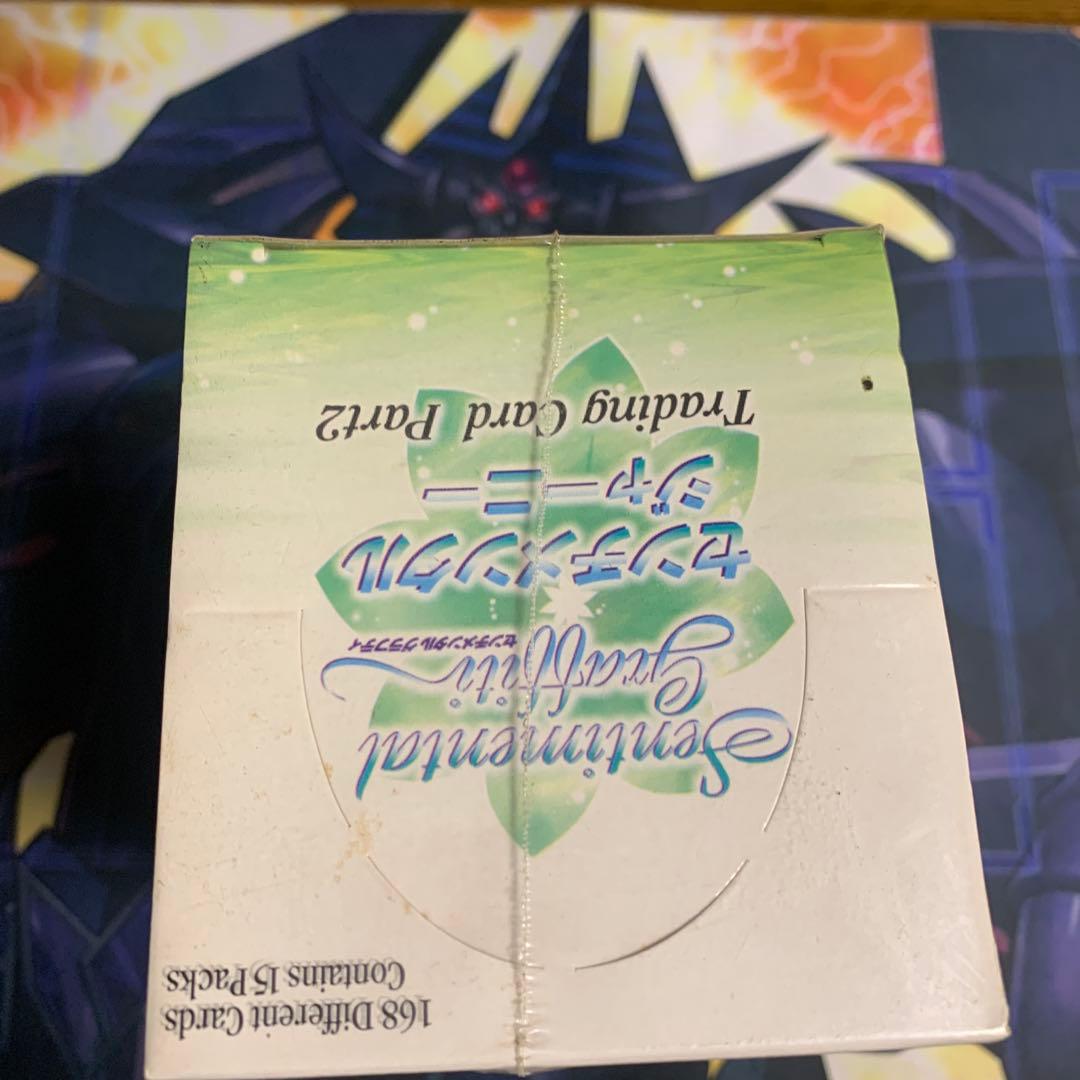 168 Different Cards
Contains 15 Packs
Sentimental
Graffiti
センチメンタル グラフティ
センチメンタル
ジャーニー
Trading Card Part2